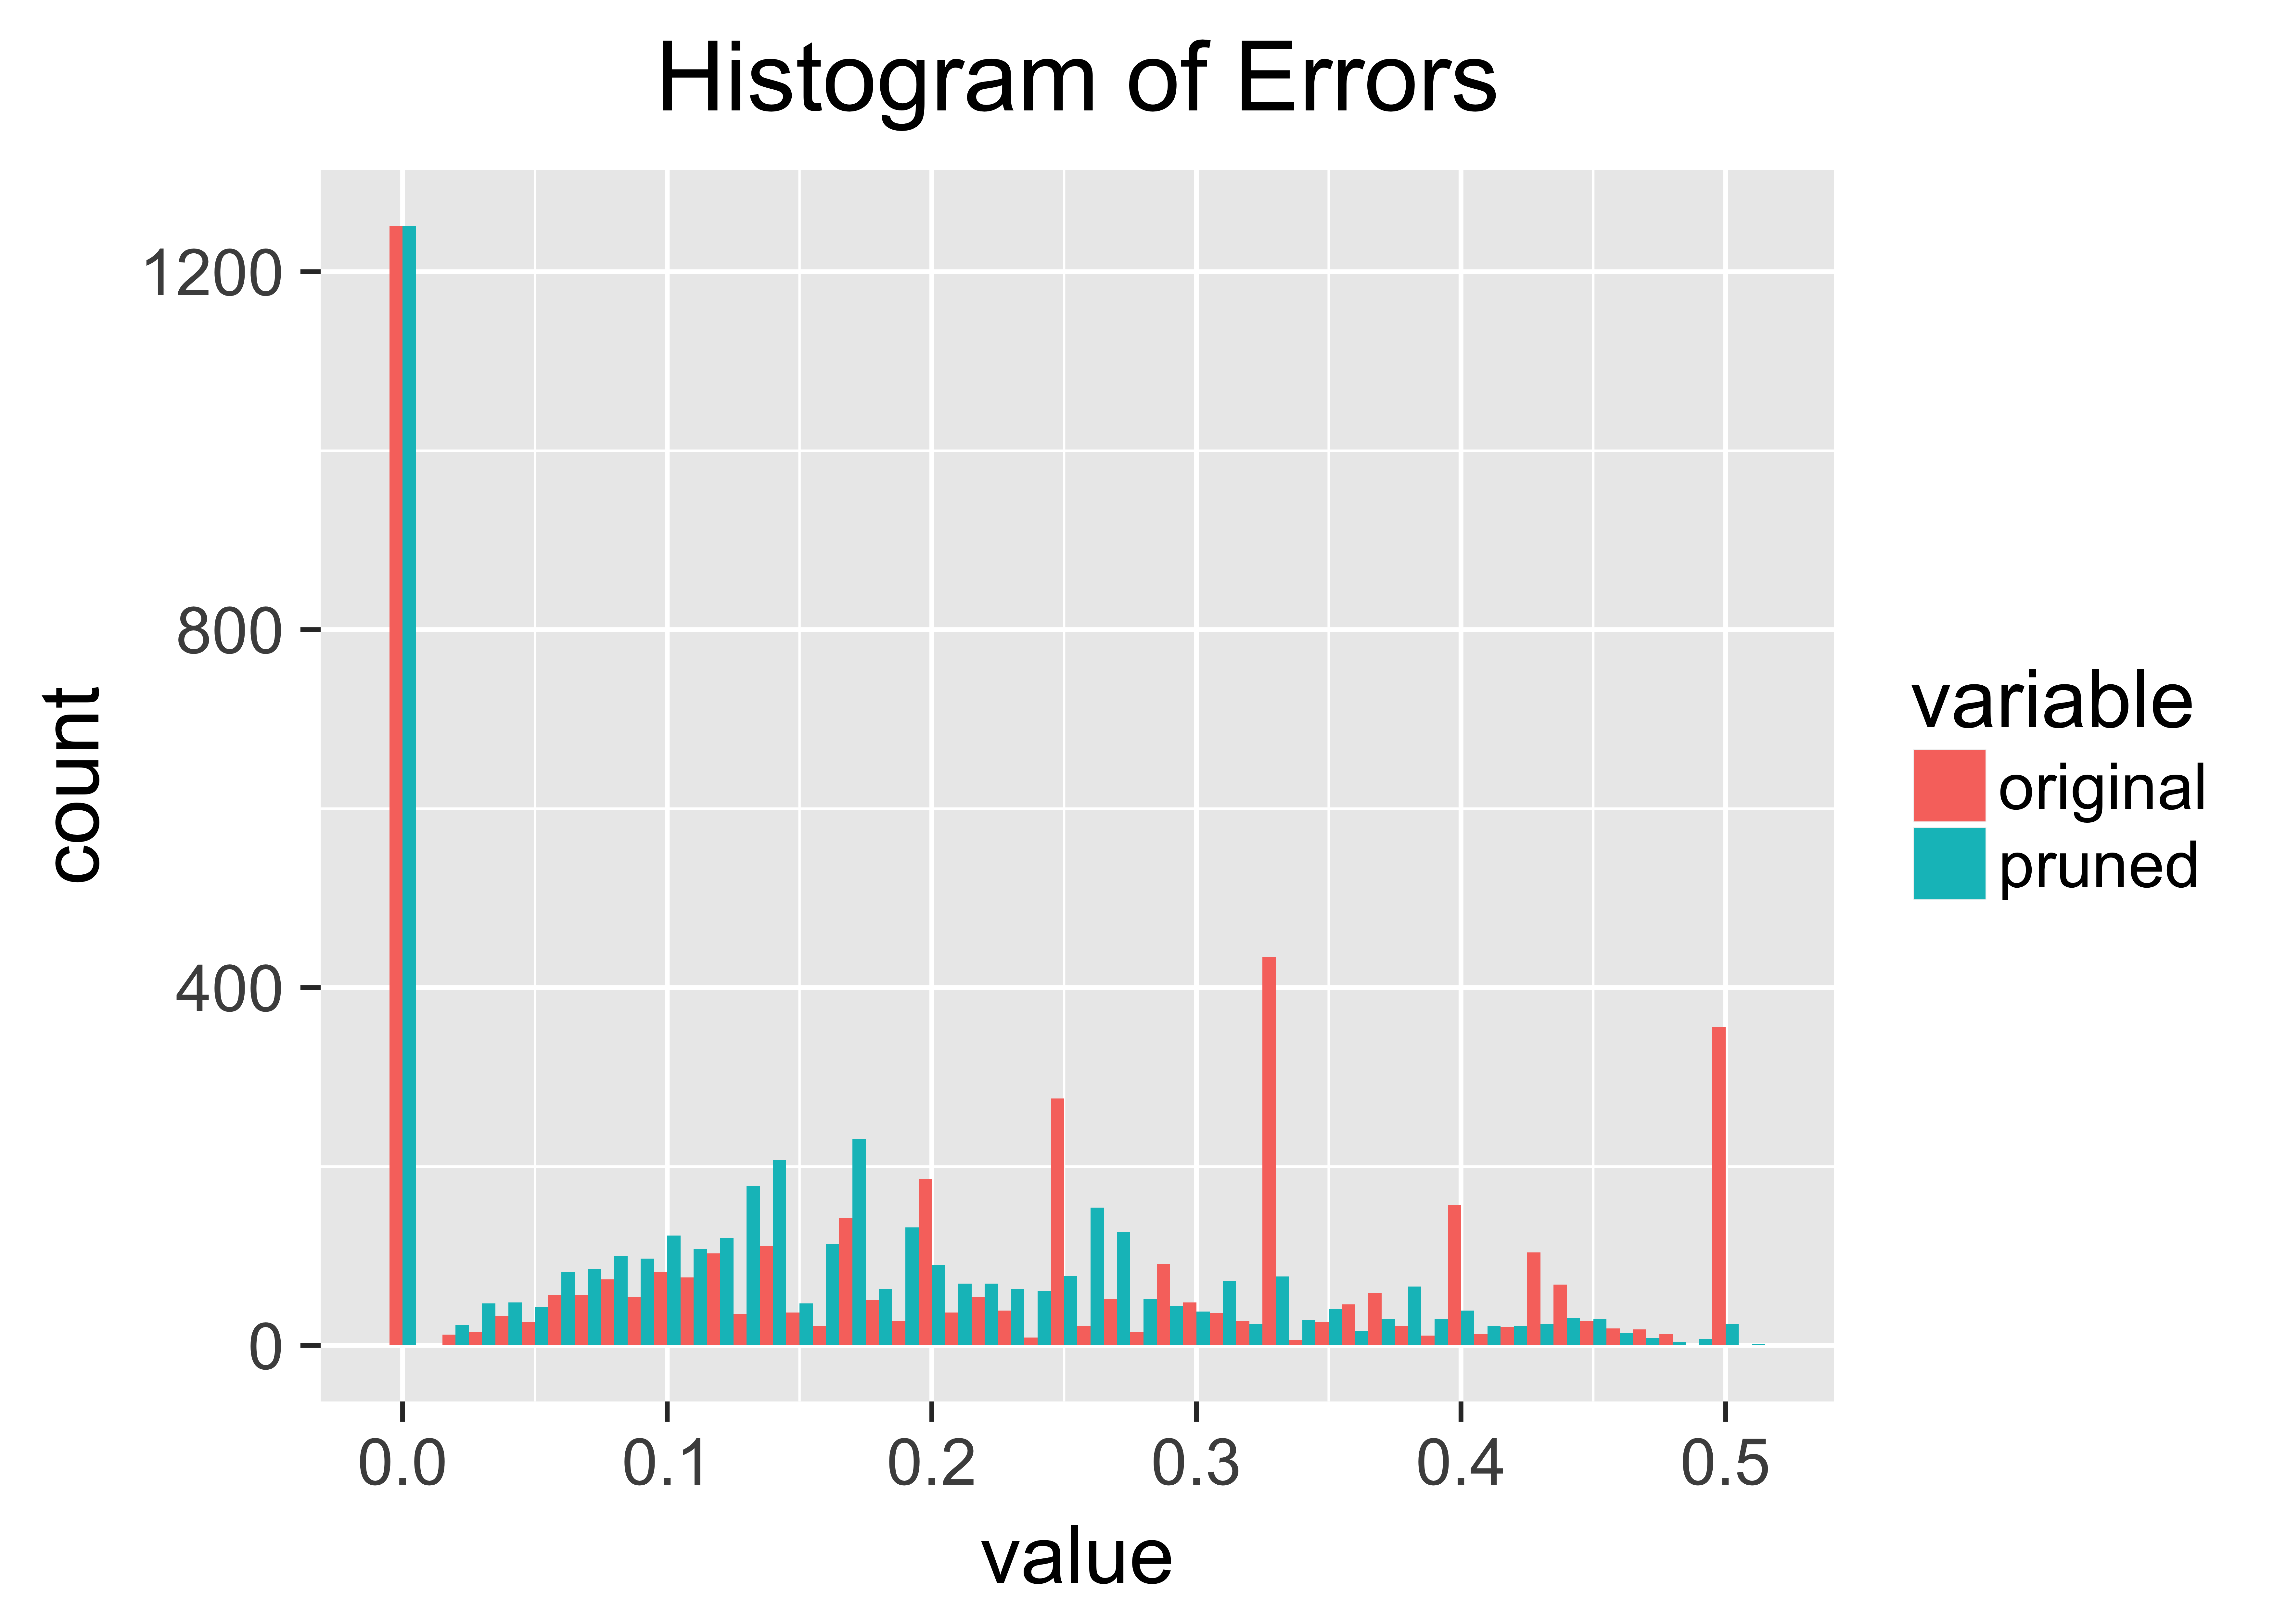 Histogram of Errors
1200
800
400
0
count
0.0 0.1 0.2 0.3 0.4 0.5
value
variable
original
pruned